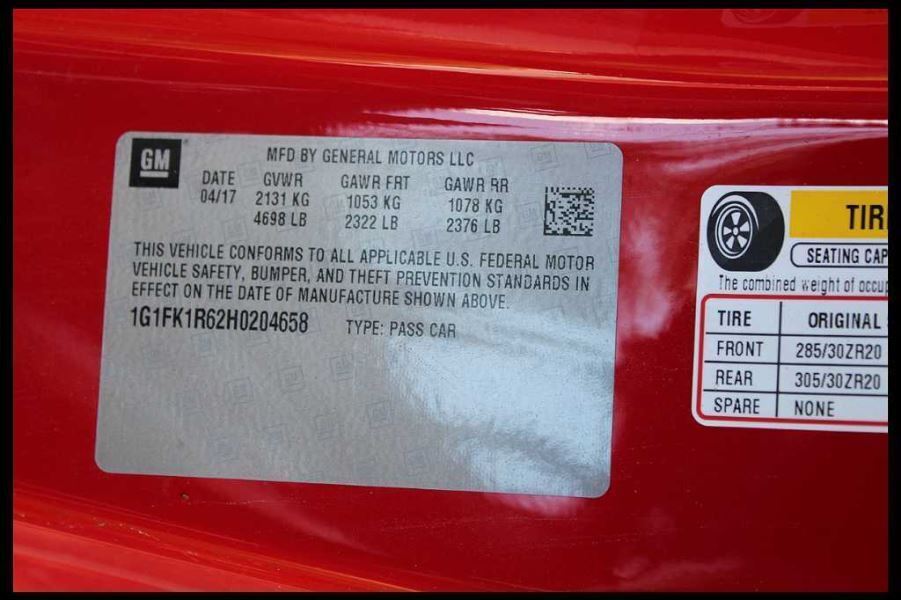 GM
MFD BY GENERAL MOTORS LLC
DATE GVWR GAWR FRT GAWR RR
04/17 2131 KG 1053 KG 1078 KG
4698 LB 2322 LB 2376 LB
THIS VEHICLE CONFORMS TO ALL APPLICABLE U.S. FEDERAL MOTOR
VEHICLE SAFETY, BUMPER, AND THEFT PREVENTION STANDARDS IN
EFFECT ON THE DATE OF MANUFACTURE SHOWN ABOVE.
1G1FK1R62H0204658 TYPE: PASS CAR
TIR
SEATING CAP
The combined weight of occup
TIRE ORIGINAL
FRONT 285/30ZR20
REAR 305/30ZR20
SPARE NONE